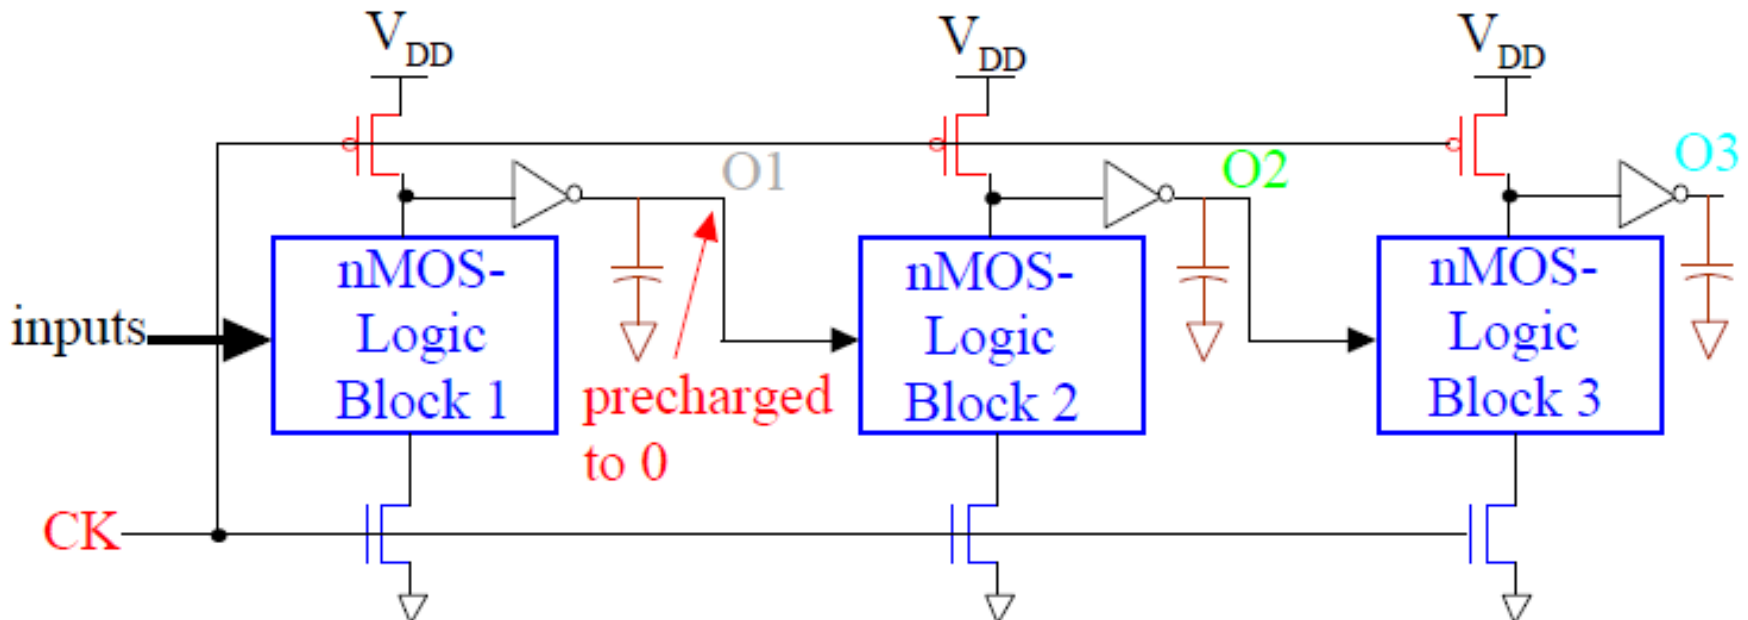 VDD
VDD
VDD
O1
O2
O3
nMOS-
Logic
Block 1
nMOS-
Logic
Block 2
nMOS-
Logic
Block 3
inputs
precharged
to 0
CK